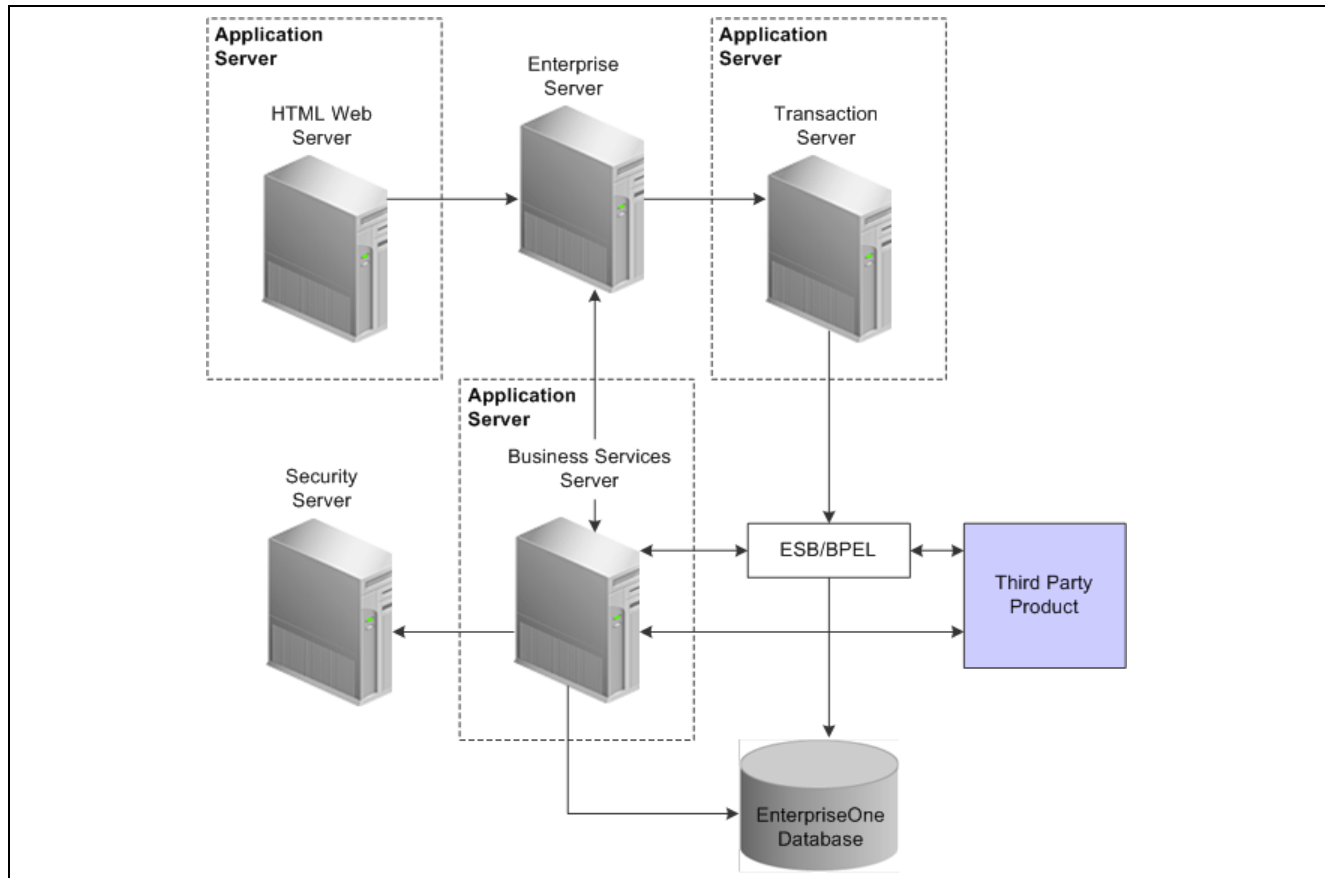 Application
Server
HTML Web
Server
Enterprise
Server
Application
Server
Transaction
Server
Application
Server
Business Services
Server
Security
Server
ESB/BPEL
Third Party
Product
EnterpriseOne
Database